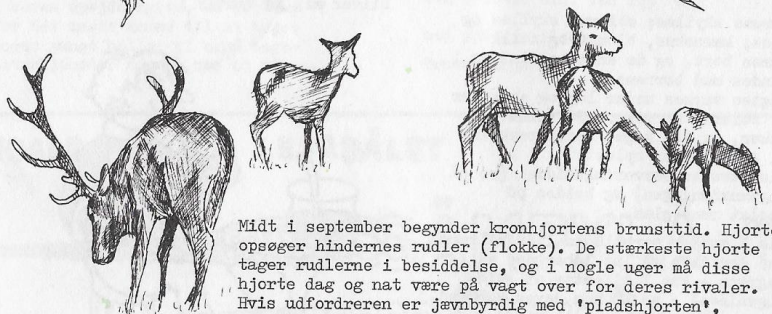 Midt i september begynder kronhjortens brunsttid. Hjorte
opsøger hindernes rudler (flokke). De stærkeste hjorte
tager rudlerne i besiddelse, og i nogle uger må disse
hjorte dag og nat være på vagt over for deres rivaler.
Hvis udfordreren er jævnbyrdig med 'pladshjorten',